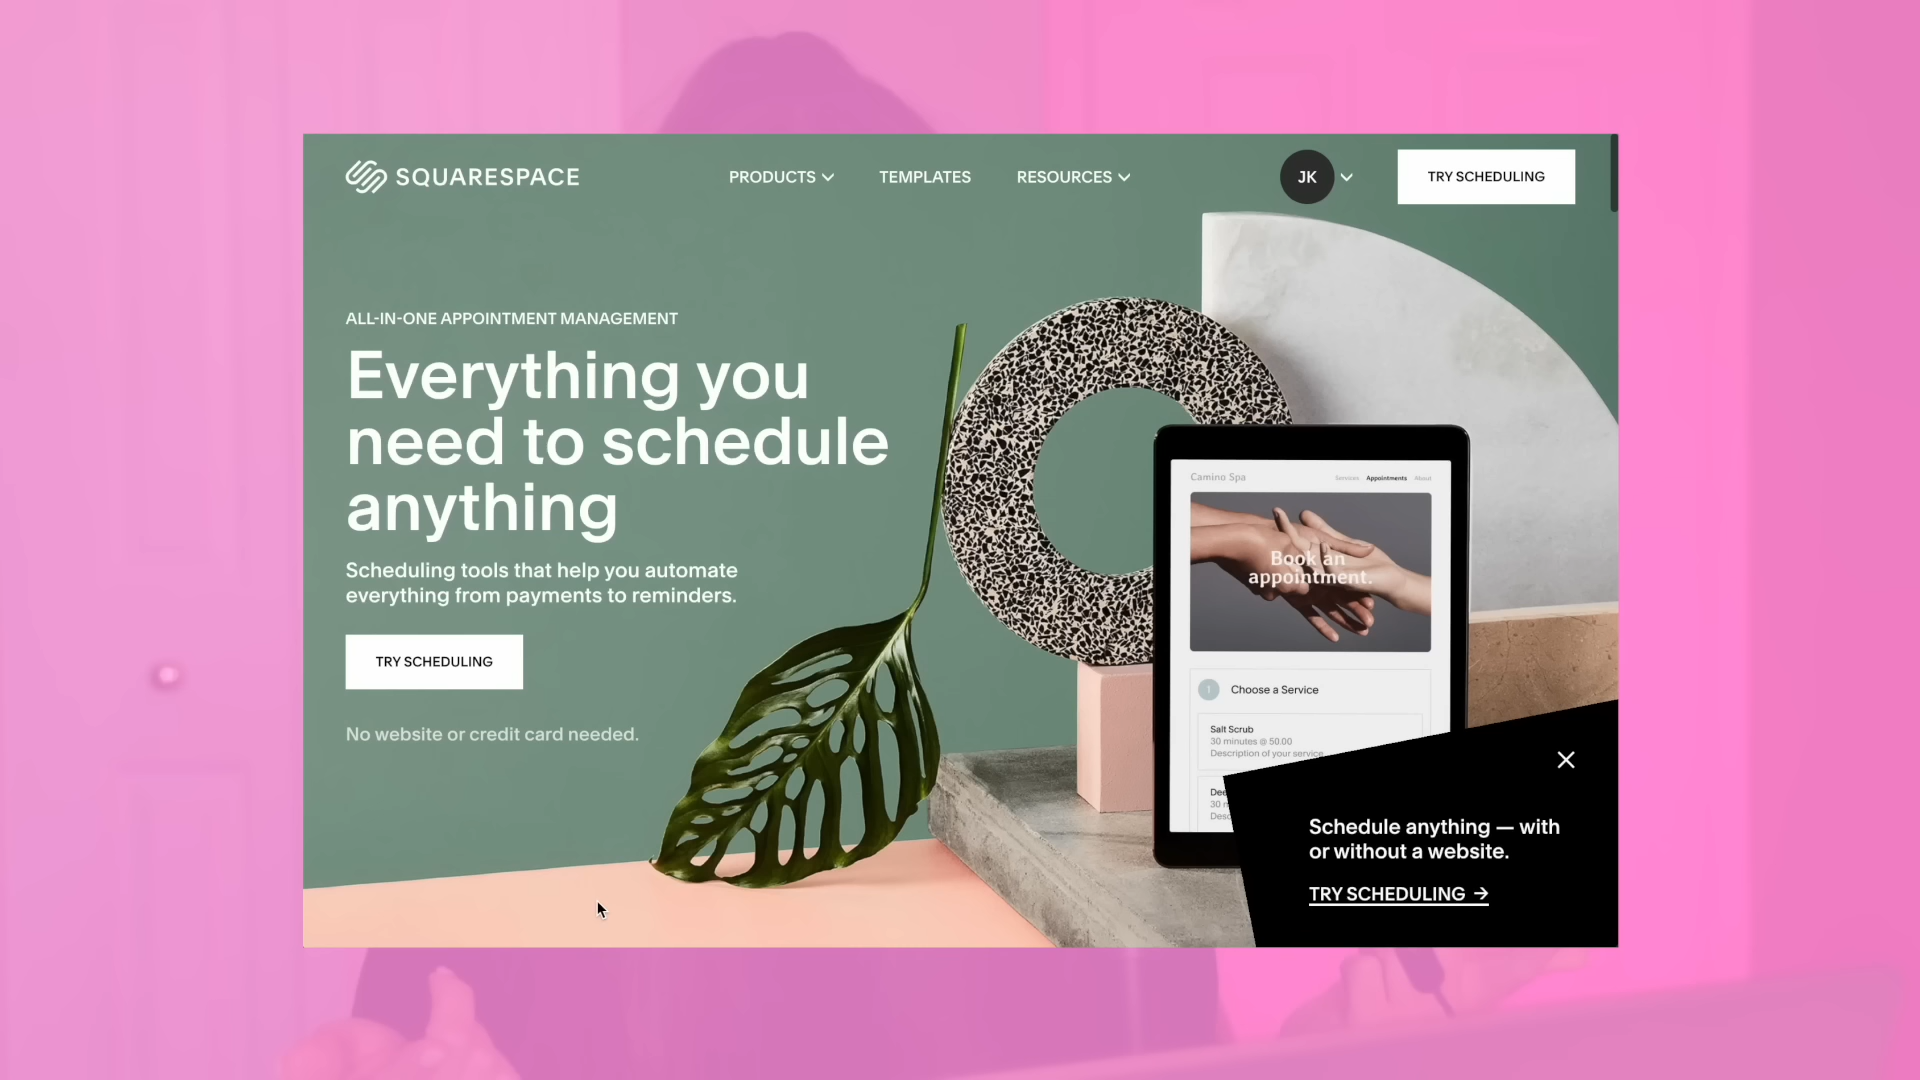 SQUARESPACE
PRODUCTS
TEMPLATES
RESOURCES
JK
TRY SCHEDULING
ALL-IN-ONE APPOINTMENT MANAGEMENT
Everything you
need to schedule
anything
Scheduling tools that help you automate
everything from payments to reminders.
TRY SCHEDULING
No website or credit card needed.
Camino Spa
Services Appointments About
Book an
appointment.
1 Choose a Service
Salt Scrub
30 minutes @ 50.00
Description of your service
Schedule anything — with
or without a website.
TRY SCHEDULING →